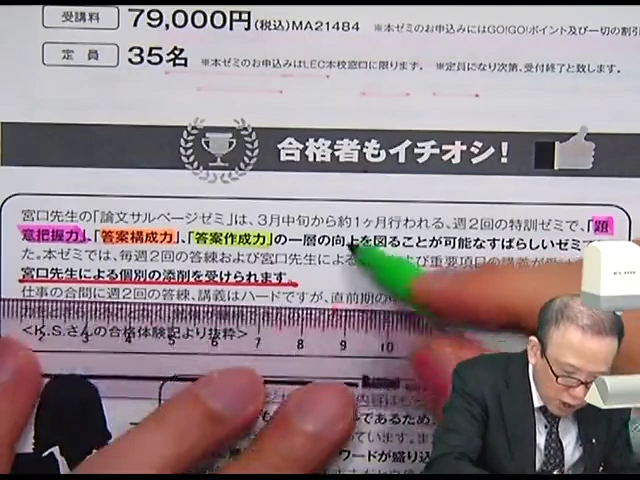 受講料 79,000円(税込)MA21484 ※本ゼミのお申込みにはGO!GO!ポイント及び一切の割引
定員 35名 ※本ゼミのお申込みはLEC本校窓口に限ります。 ※定員になり次第、受付終了と致します。
合格者もイチオシ!
宮口先生の「論文サルベージゼミ」は、3月中旬から約1ヶ月行われる、週2回の特訓ゼミで、「題
意把握力」、「答案構成力」、「答案作成力」の一層の向上を図ることが可能なすばらしいゼミで
た。本ゼミでは、毎週2回の答練および宮口先生による
宮口先生による個別の添削を受けられます。
仕事の合間に週2回の答練、講義はハードですが、直前期の
<K.S.さんの合格体験記より抜粋>
2 3 4 5 6 7 8 9 10
であるため
ています。
ワードが盛り込